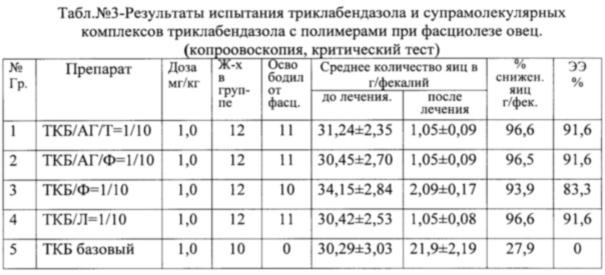 Табл.№3-Результаты испытания триклабендазола и супрамолекулярных
комплексов триклабендазола с полимерами при фасциолезе овец.
(копроовоскопия, критический тест)
№ Гр. Препарат Доза мг/кг Ж-х в груп-пе Осво бодил от фасц. Среднее количество яиц в г/фекалий до лечения. после лечения % снижен. яиц г/фек. ЭЭ %
1 ТКБ/АГ/Т=1/10 1,0 12 11 31,24±2,35 1,05±0,09 96,6 91,6
2 ТКБ/АГ/Ф=1/10 1,0 12 11 30,45±2,70 1,05±0,09 96,5 91,6
3 ТКБ/Ф=1/10 1,0 12 10 34,15±2,84 2,09±0,17 93,9 83,3
4 ТКБ/Л=1/10 1,0 12 11 30,42±2,53 1,05±0,08 96,6 91,6
5 ТКБ базовый 1,0 10 0 30,29±3,03 21,9±2,19 27,9 0